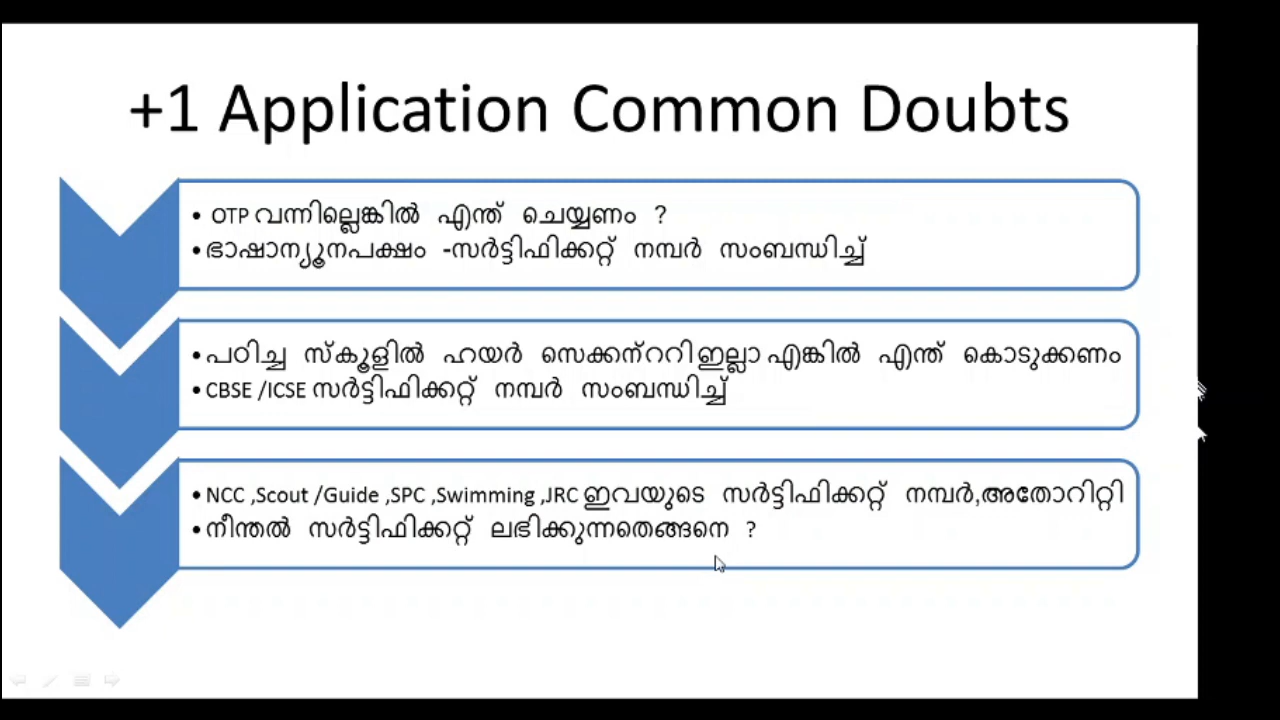 +1 Application Common Doubts
• OTP വന്നില്ലെങ്കിൽ എന്ത് ചെയ്യണം ?
• ഭാഷാന്യൂനപക്ഷം -സർട്ടിഫിക്കറ്റ് നമ്പർ സംബന്ധിച്ച്
• പഠിച്ച സ്കൂളിൽ ഹയർ സെക്കന്ററി ഇല്ലാ എങ്കിൽ എന്ത് കൊടുക്കണം
• CBSE /ICSE സർട്ടിഫിക്കറ്റ് നമ്പർ സംബന്ധിച്ച്
• NCC ,Scout /Guide ,SPC ,Swimming ,JRC ഇവയുടെ സർട്ടിഫിക്കറ്റ് നമ്പർ,അതോറിറ്റി
• നീന്തൽ സർട്ടിഫിക്കറ്റ് ലഭിക്കുന്നതെങ്ങനെ ?